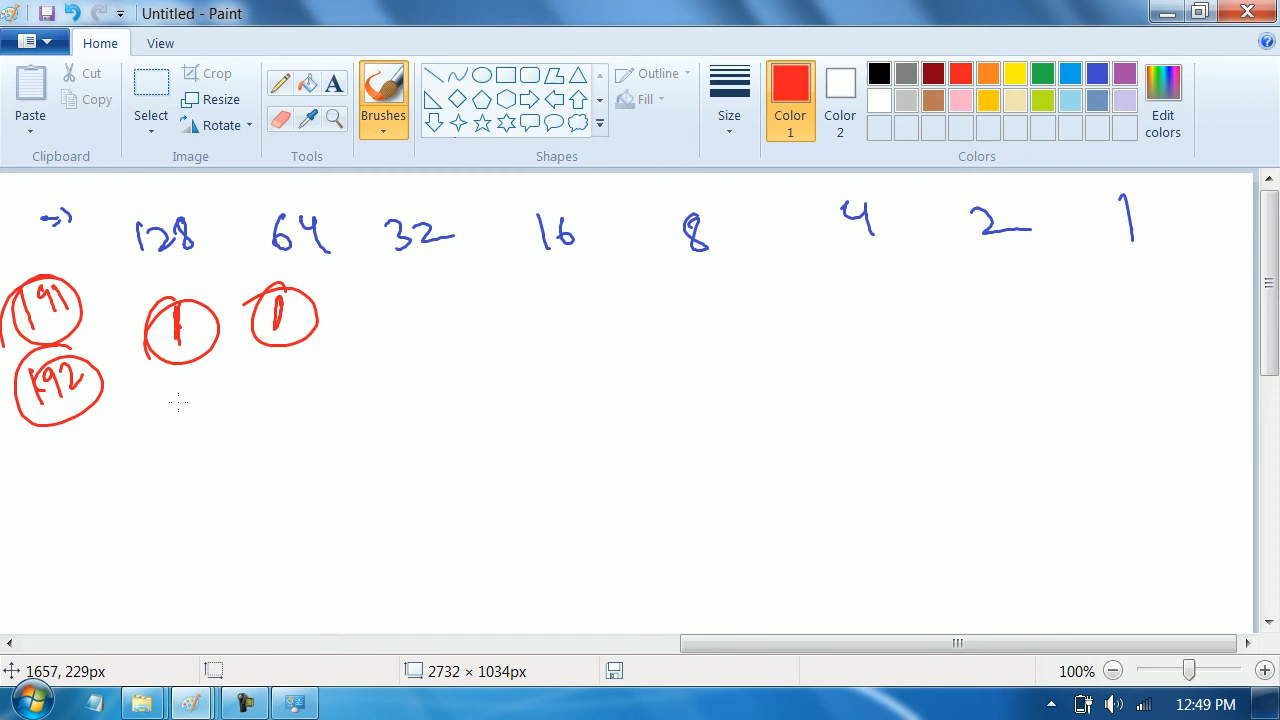 Untitled - Paint
Home View
Paste
Cut
Copy
Clipboard
Select
Crop
Resize
Rotate
Image
A
Tools
Brushes
Outline
Fill
Shapes
Size
Color 1
Color 2
Edit colors
Colors
128 64 32 16 8 4 2 1
191 1 1
192
1657, 229px
2732 × 1034px
100%
12:49 PM